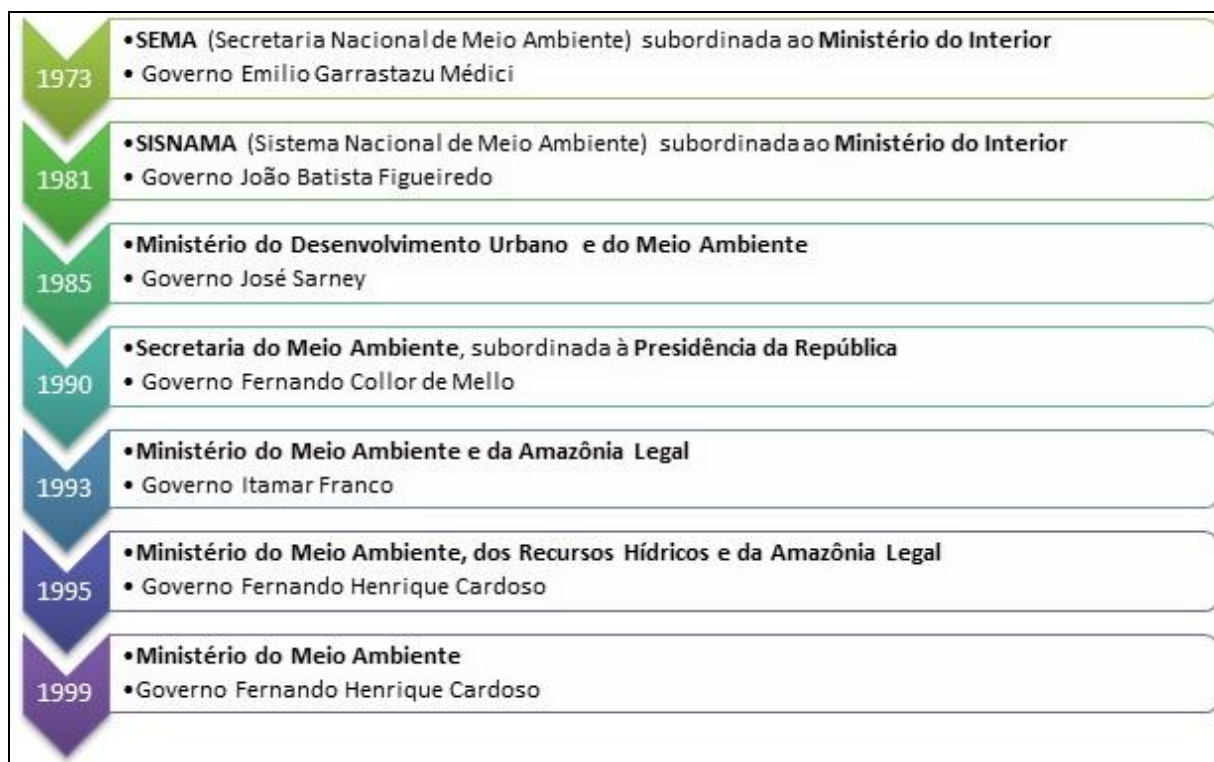 1973
•SEMA (Secretaria Nacional de Meio Ambiente) subordinada ao Ministério do Interior
• Governo Emilio Garrastazu Médici
1981
•SISNAMA (Sistema Nacional de Meio Ambiente) subordinada ao Ministério do Interior
• Governo João Batista Figueiredo
1985
•Ministério do Desenvolvimento Urbano e do Meio Ambiente
• Governo José Sarney
1990
•Secretaria do Meio Ambiente, subordinada à Presidência da República
• Governo Fernando Collor de Mello
1993
•Ministério do Meio Ambiente e da Amazônia Legal
• Governo Itamar Franco
1995
•Ministério do Meio Ambiente, dos Recursos Hídricos e da Amazônia Legal
• Governo Fernando Henrique Cardoso
1999
•Ministério do Meio Ambiente
•Governo Fernando Henrique Cardoso